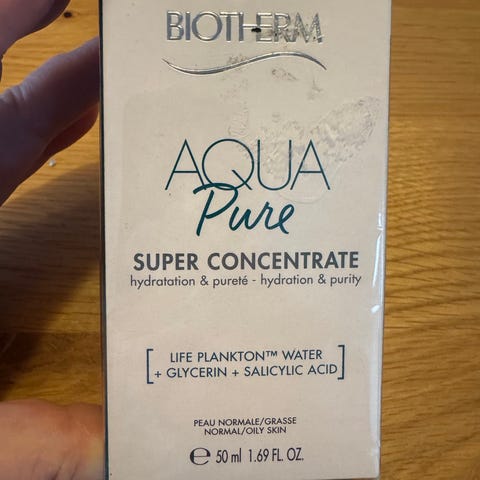 BIOTHERM
AQUA
Pure
SUPER CONCENTRATE
hydratation & pureté - hydration & purity
[LIFE PLANKTON™ WATER
+ GLYCERIN + SALICYLIC ACID]
PEAU NORMALE/GRASSE
NORMAL/OILY SKIN
℮ 50 ml 1.69 FL. OZ.